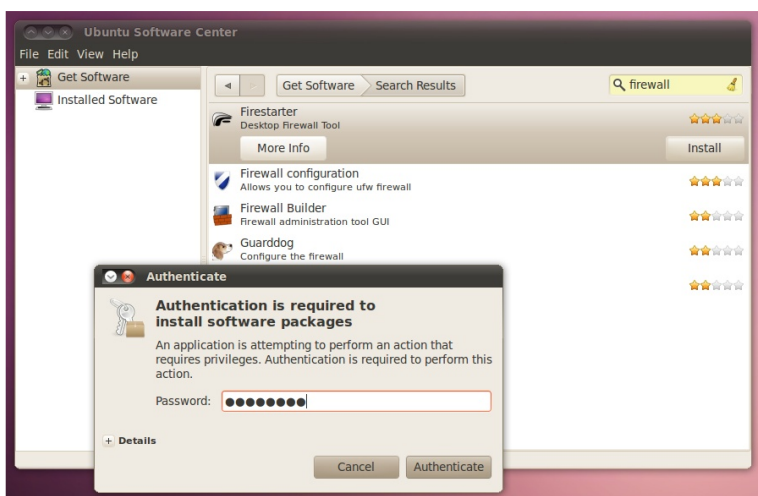 Ubuntu Software Center
File Edit View Help
Get Software
Installed Software
Get Software Search Results
firewall
Firestarter
Desktop Firewall Tool
More Info
Install
Firewall configuration
Allows you to configure ufw firewall
Firewall Builder
Firewall administration tool GUI
Guarddog
Configure the firewall
Authenticate
Authentication is required to
install software packages
An application is attempting to perform an action that
requires privileges. Authentication is required to perform this
action.
Password: ●●●●●●●●
Details
Cancel Authenticate